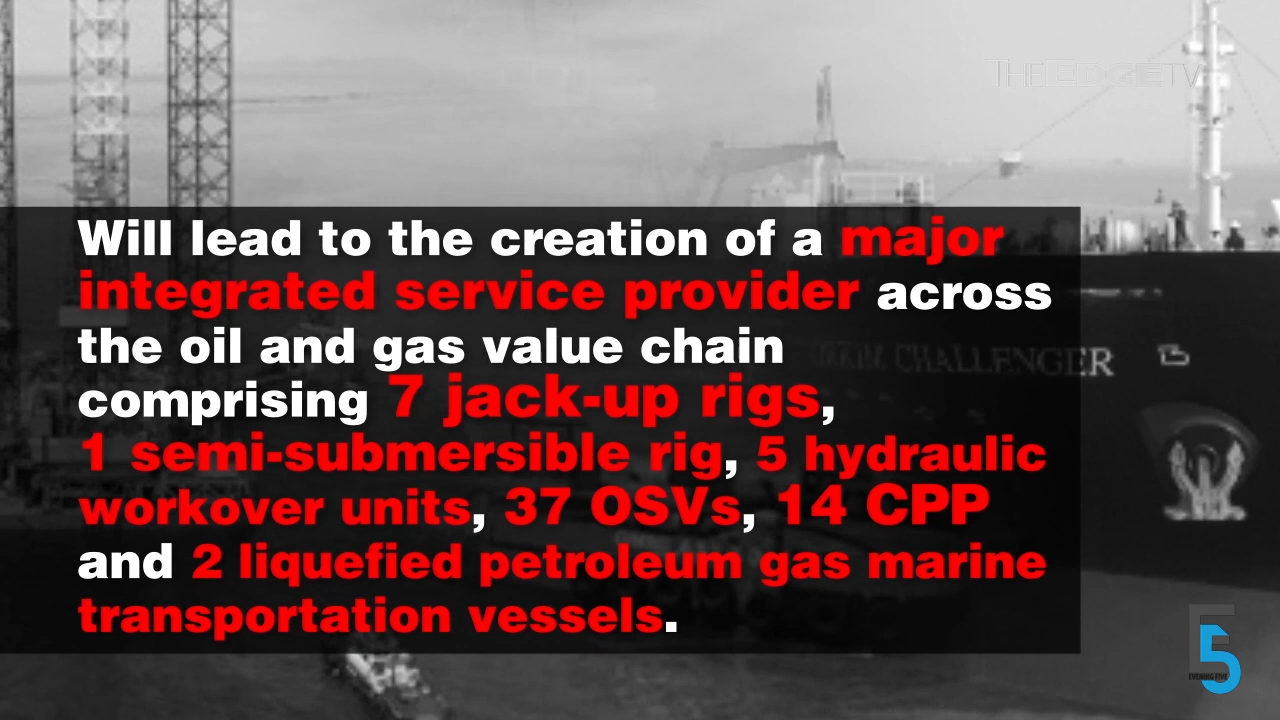 THEEDGETV
Will lead to the creation of a major
integrated service provider across
the oil and gas value chain
comprising 7 jack-up rigs,
1 semi-submersible rig, 5 hydraulic
workover units, 37 OSVs, 14 CPP
and 2 liquefied petroleum gas marine
transportation vessels.
CHALLENGER
E5
EVENING FIVE